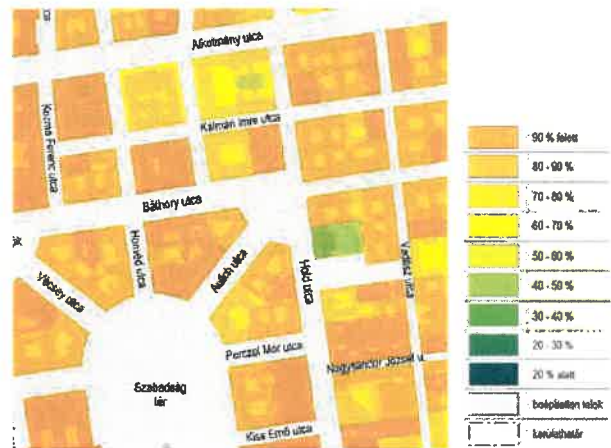 Alkotmány utca
Kozma Ferenc utca
Kálmán Imre utca
Báthory utca
Honvéd utca
Aulich utca
Vécsey utca
Hold utca
Vadász utca
Perczel Mór utca
Nagysándor József u.
Szabadság
tér
Kiss Ernő utca
90 % felett
80 - 90 %
70 - 80 %
60 - 70 %
50 - 60 %
40 - 50 %
30 - 40 %
20 - 30 %
20 % alatt
beépítetlen telek
kerülethatár